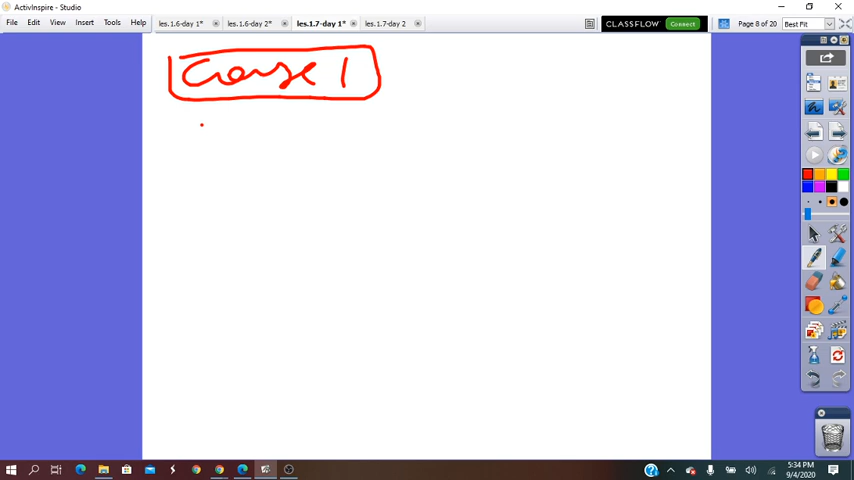 ActivInspire - Studio
File Edit View Insert Tools Help
les.1.6-day 1*
les.1.6-day 2*
les.1.7-day 1*
les.1.7-day 2
CLASSFLOW
Connect
Page 8 of 20
Best Fit
1
5:34 PM
9/4/2020